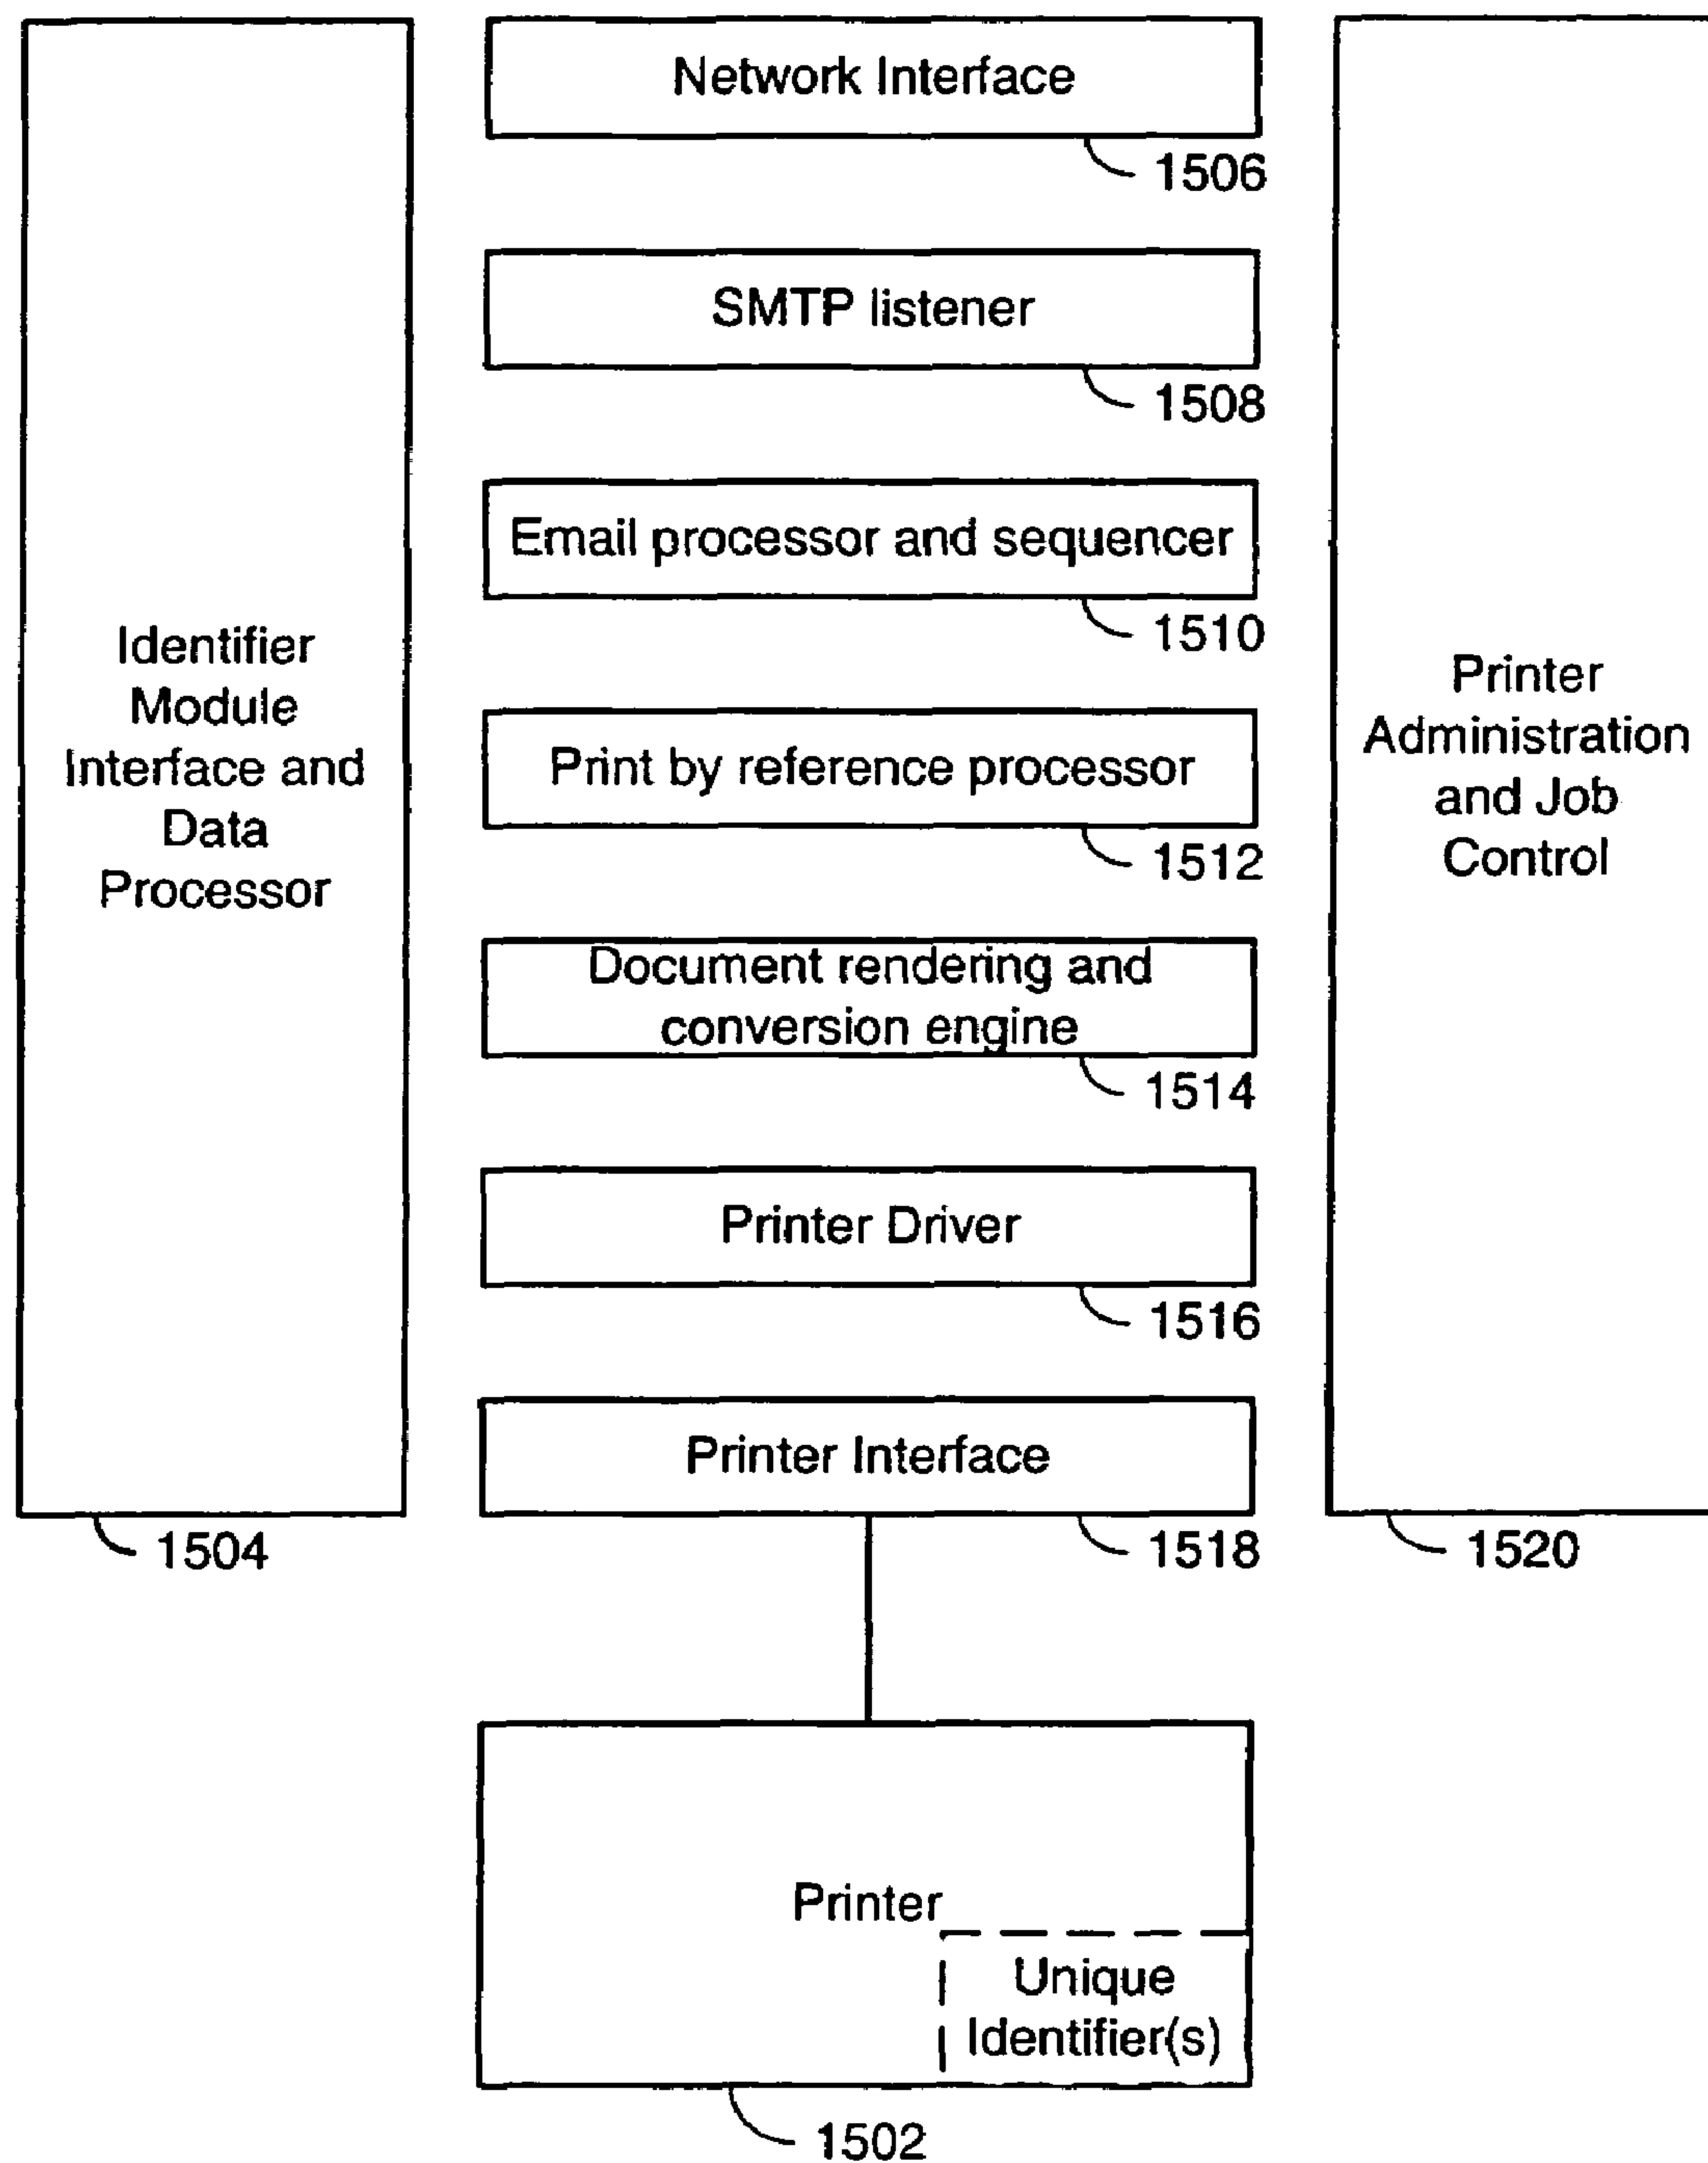 Network Interface
1506
SMTP listener
1508
Email processor and sequencer
1510
Identifier
Module
Interface and
Data
Processor
1504
Print by reference processor
1512
Document rendering and
conversion engine
1514
Printer Driver
1516
Printer Interface
1518
Printer
Administration
and Job
Control
1520
Printer
Unique
Identifier(s)
1502